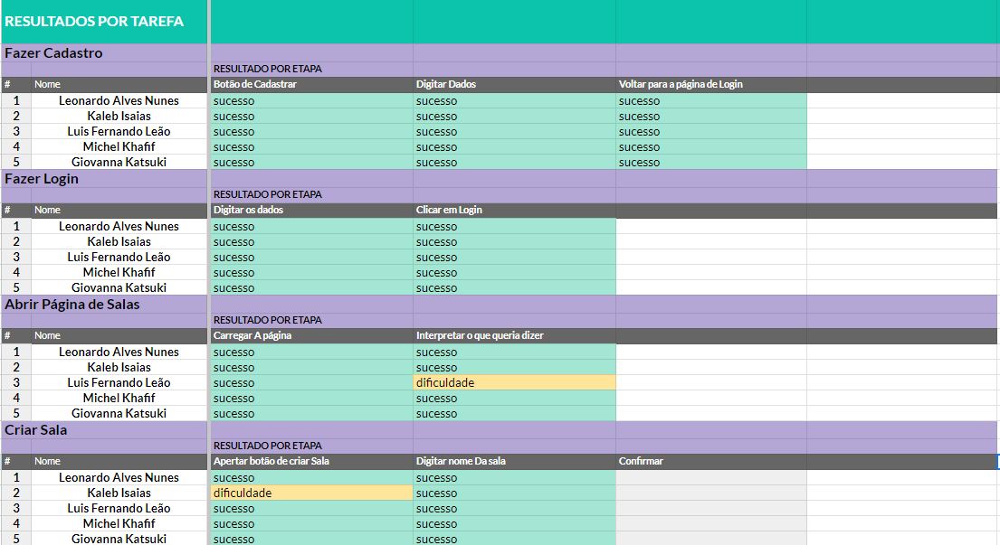 RESULTADOS POR TAREFA
Fazer Cadastro
RESULTADO POR ETAPA
# Nome Botão de Cadastrar Digitar Dados Voltar para a página de Login
1 Leonardo Alves Nunes sucesso sucesso sucesso
2 Kaleb Isaias sucesso sucesso sucesso
3 Luis Fernando Leão sucesso sucesso sucesso
4 Michel Khafif sucesso sucesso sucesso
5 Giovanna Katsuki sucesso sucesso sucesso
Fazer Login
RESULTADO POR ETAPA
# Nome Digitar os dados Clicar em Login
1 Leonardo Alves Nunes sucesso sucesso
2 Kaleb Isaias sucesso sucesso
3 Luis Fernando Leão sucesso sucesso
4 Michel Khafif sucesso sucesso
5 Giovanna Katsuki sucesso sucesso
Abrir Página de Salas
RESULTADO POR ETAPA
# Nome Carregar A página Interpretar o que queria dizer
1 Leonardo Alves Nunes sucesso sucesso
2 Kaleb Isaias sucesso sucesso
3 Luis Fernando Leão sucesso dificuldade
4 Michel Khafif sucesso sucesso
5 Giovanna Katsuki sucesso sucesso
Criar Sala
RESULTADO POR ETAPA
# Nome Apertar botão de criar Sala Digitar nome Da sala Confirmar
1 Leonardo Alves Nunes sucesso sucesso
2 Kaleb Isaias dificuldade sucesso
3 Luis Fernando Leão sucesso sucesso
4 Michel Khafif sucesso sucesso
5 Giovanna Katsuki sucesso sucesso